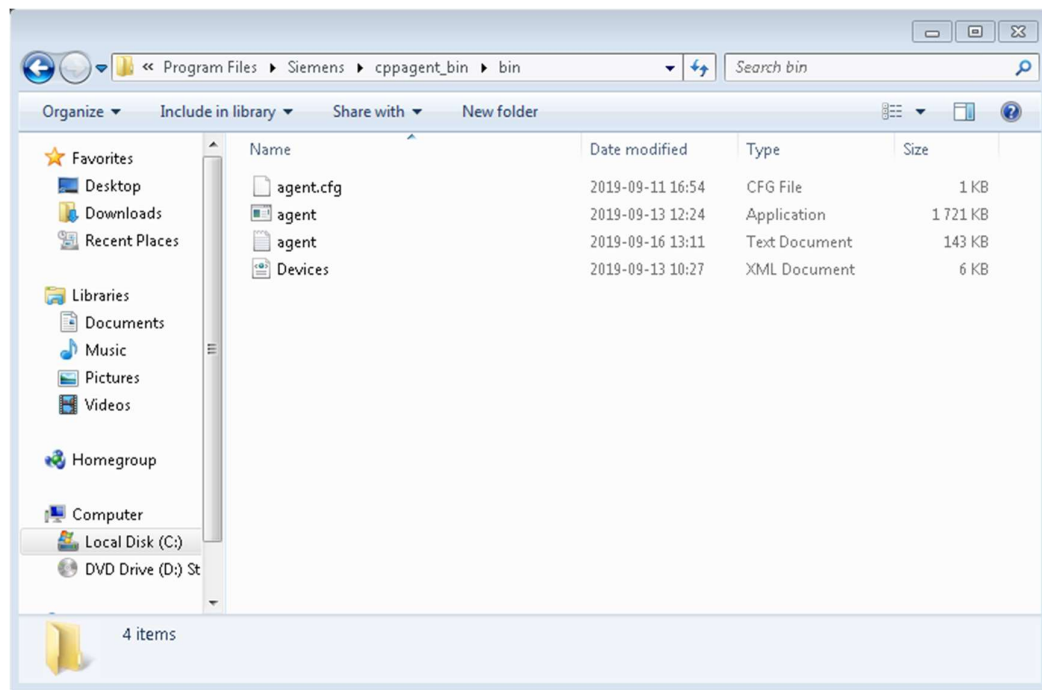 « Program Files ▸ Siemens ▸ cppagent_bin ▸ bin
Search bin
Organize Include in library Share with New folder
Name Date modified Type Size
Favorites
Desktop
Downloads
Recent Places
Libraries
Documents
Music
Pictures
Videos
Homegroup
Computer
Local Disk (C:)
DVD Drive (D:) St
agent.cfg 2019-09-11 16:54 CFG File 1 KB
agent 2019-09-13 12:24 Application 1 721 KB
agent 2019-09-16 13:11 Text Document 143 KB
Devices 2019-09-13 10:27 XML Document 6 KB
4 items